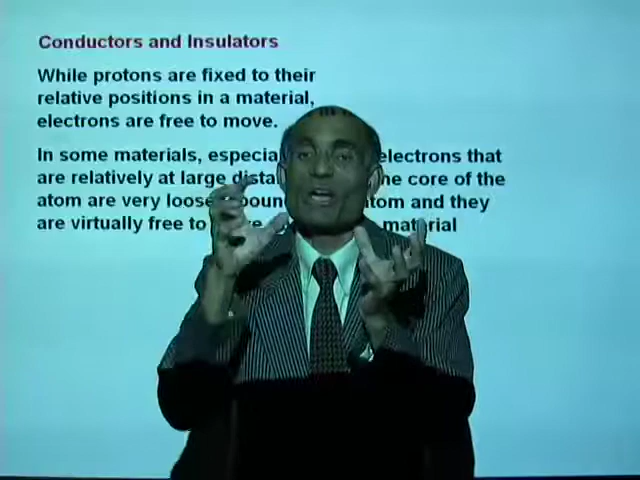 Conductors and Insulators
While protons are fixed to their
relative positions in a material,
electrons are free to move.
In some materials, especia electrons that
are relatively at large dista he core of the
atom are very loose boun atom and they
are virtually free to material